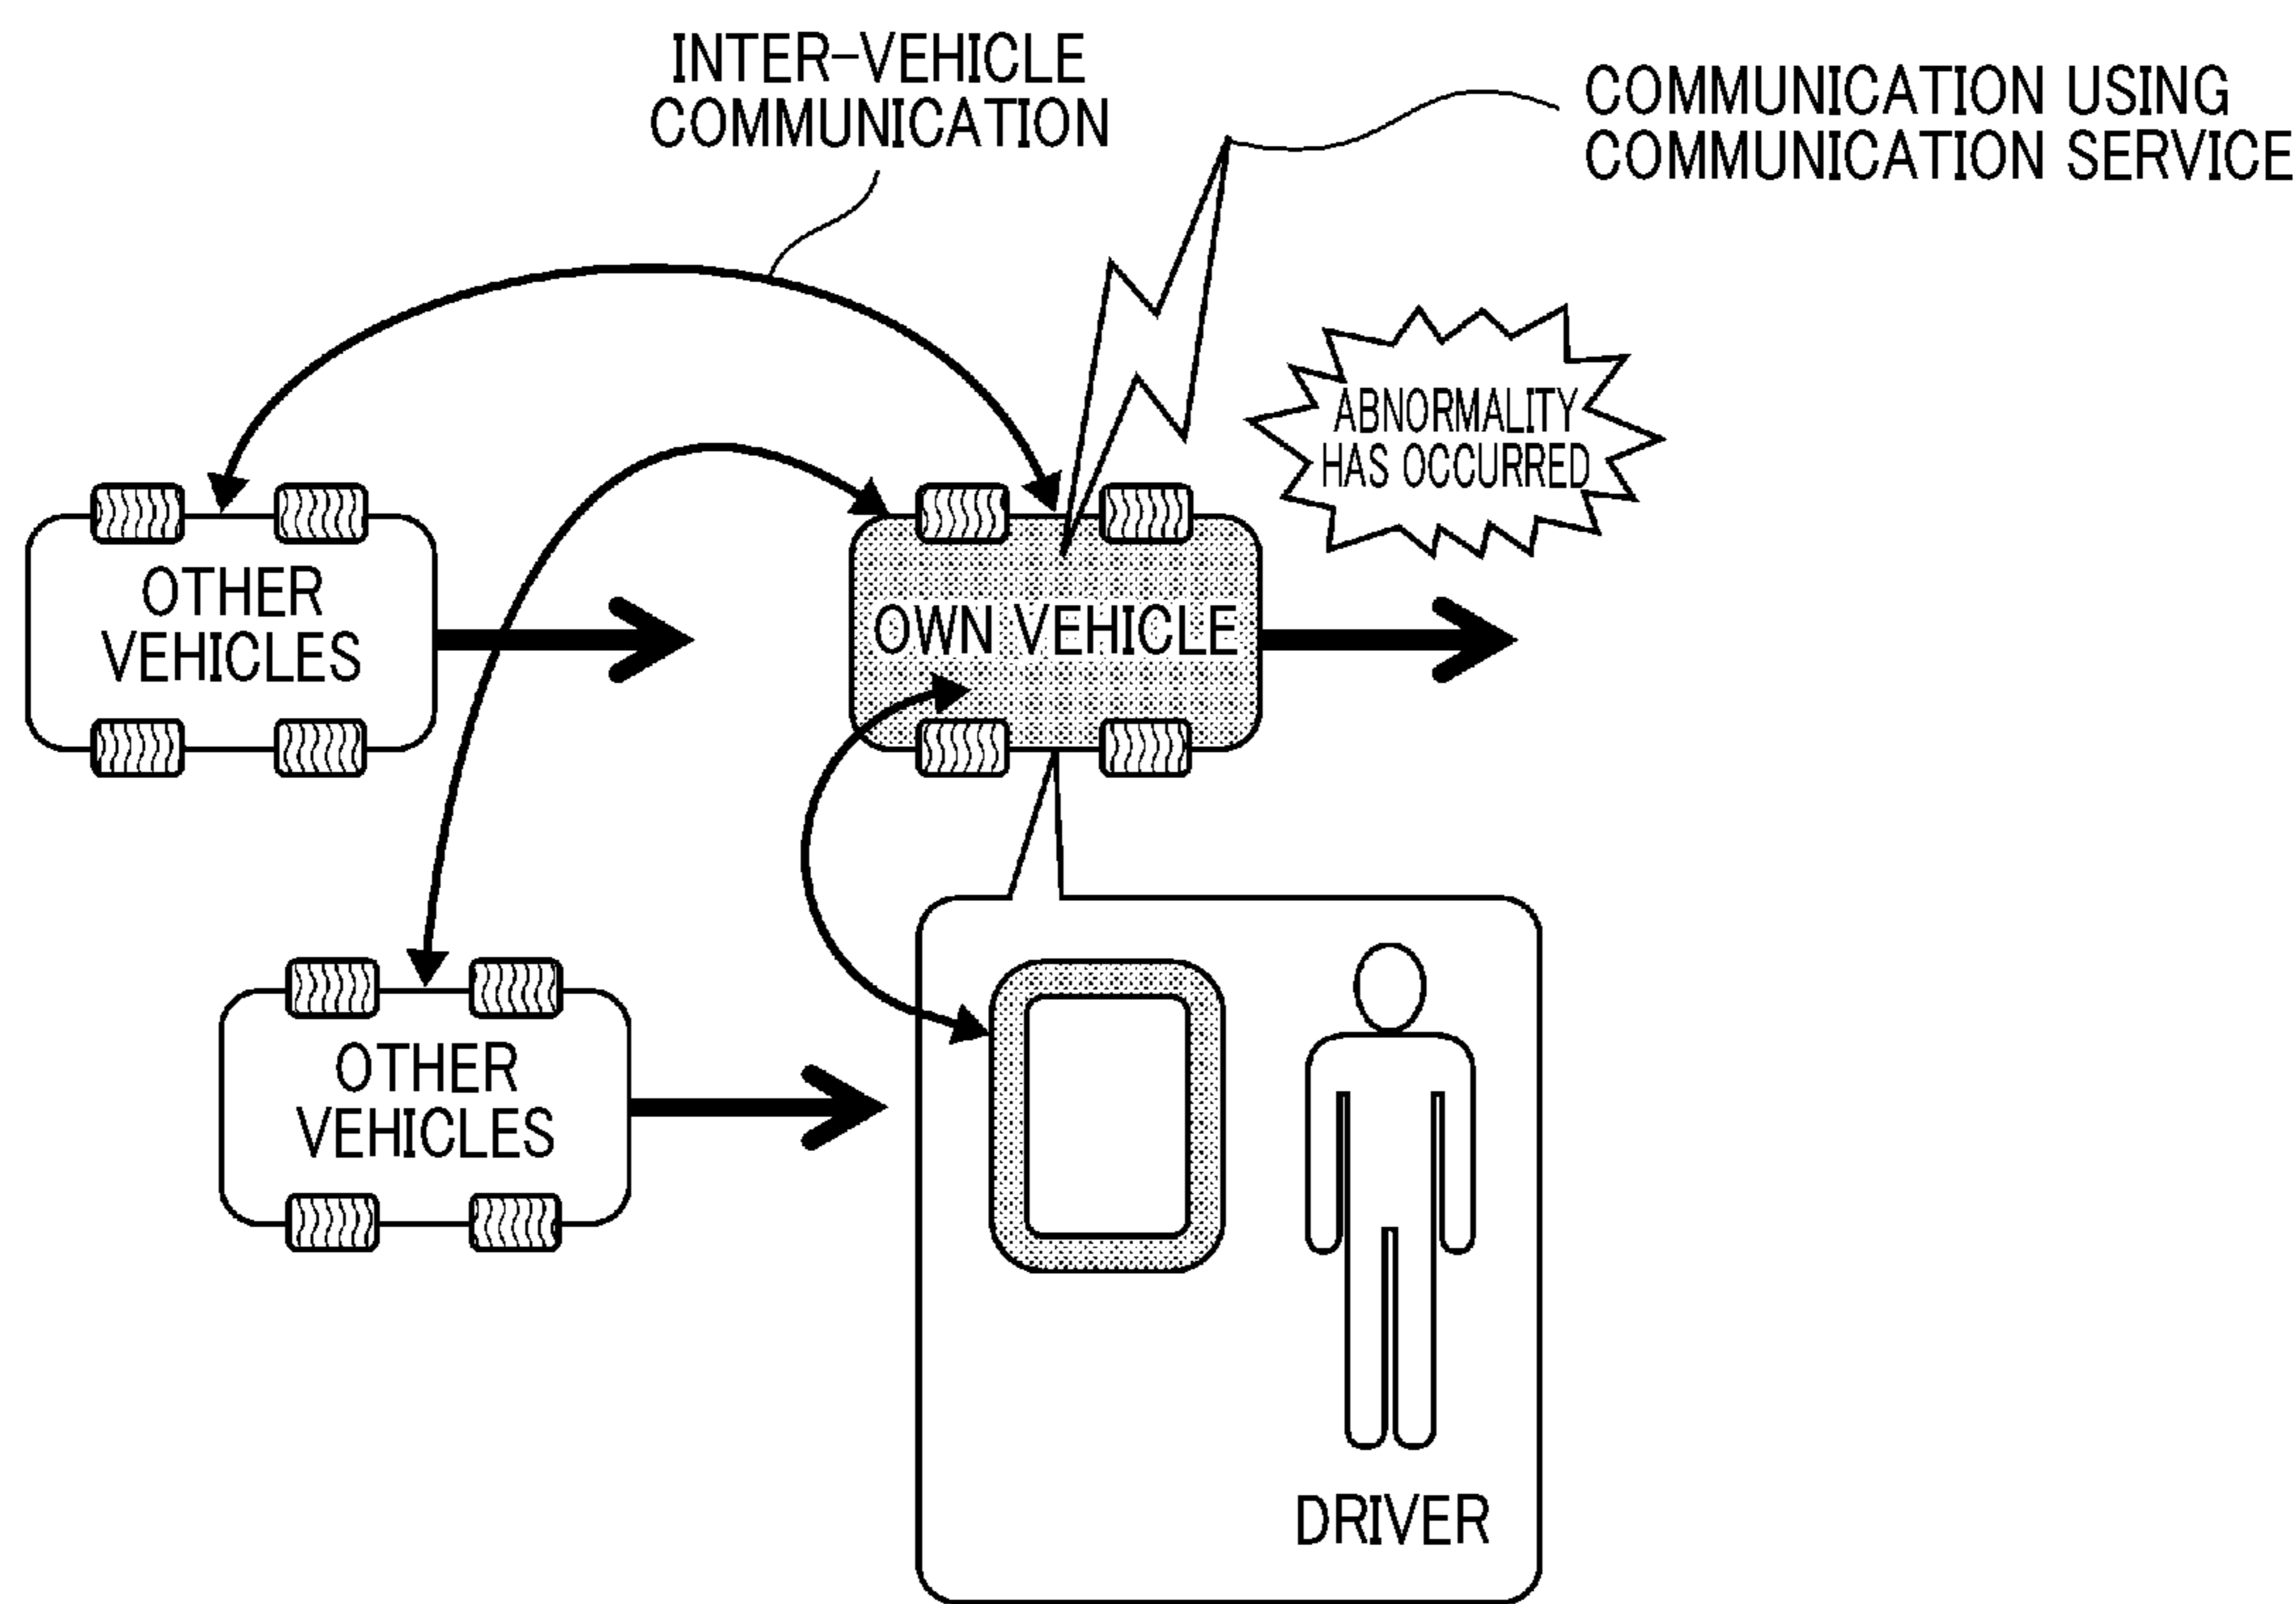 INTER-VEHICLE
COMMUNICATION
COMMUNICATION USING
COMMUNICATION SERVICE
ABNORMALITY
HAS OCCURRED
OTHER
VEHICLES
OWN VEHICLE
OTHER
VEHICLES
DRIVER